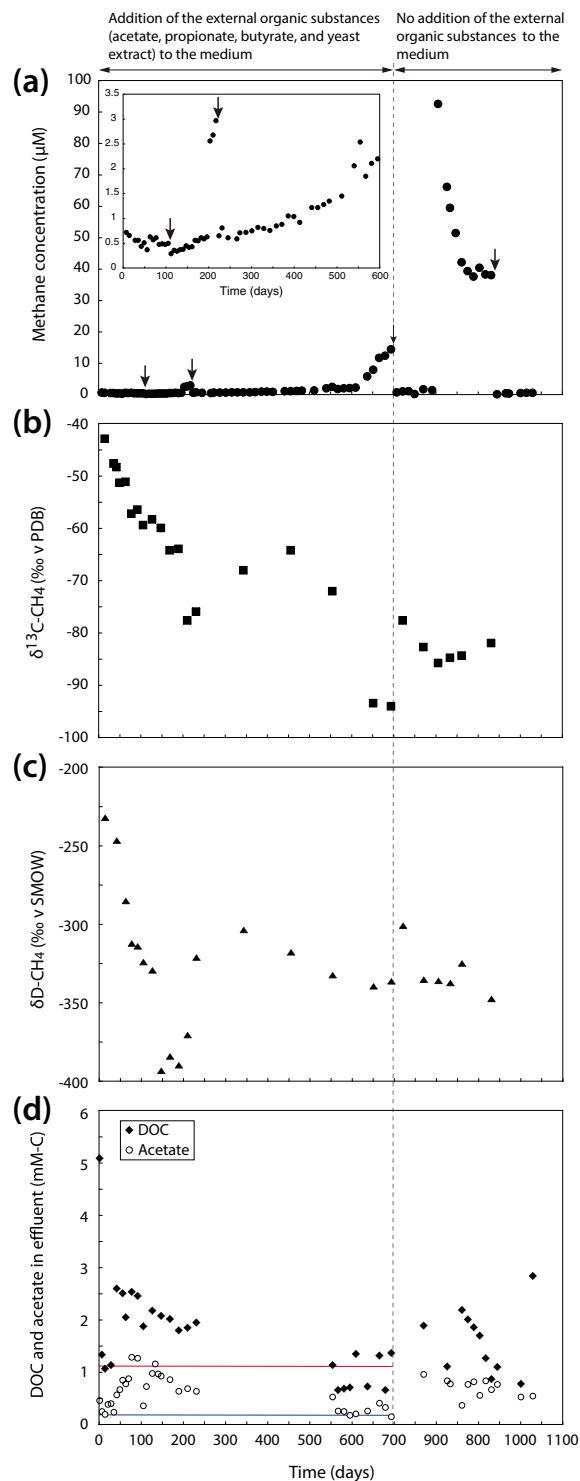 Addition of the external organic substances
(acetate, propionate, butyrate, and yeast
extract) to the medium
No addition of the external
organic substances to the
medium
(a)
Methane concentration (µM)
100
90
80
70
60
50
40
30
20
10
0
3.5
3
2.5
2
1.5
1
0.5
0
0 100 200 300 400 500 600
Time (days)
(b)
δ13C-CH4 (‰ v PDB)
-40
-50
-60
-70
-80
-90
-100
(c)
δD-CH4 (‰ v SMOW)
-200
-250
-300
-350
-400
(d)
DOC and acetate in effluent (mM-C)
6
5
4
3
2
1
0
DOC
Acetate
0 100 200 300 400 500 600 700 800 900 1000 1100
Time (days)